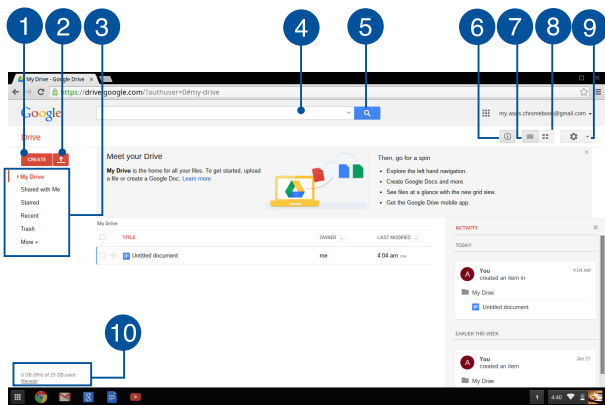 1 2 3 4 5 6 7 8 9
My Drive - Google Drive ×
https://drive.google.com/?authuser=0#my-drive
Google
my.asus.chromebook@gmail.com
Drive
CREATE
My Drive
Shared with Me
Starred
Recent
Trash
More
Meet your Drive
My Drive is the home for all your files. To get started, upload
a file or create a Google Doc. Learn more
Then, go for a spin
• Explore the left hand navigation.
• Create Google Docs and more.
• See files at a glance with the new grid view.
• Get the Google Drive mobile app.
My Drive
TITLE OWNER LAST MODIFIED
Untitled document me 4:04 am me
ACTIVITY ×
TODAY
A You 4:04 AM
created an item in
My Drive
Untitled document
EARLIER THIS WEEK
A You Jan 27
created an item
My Drive
10
0 GB (0%) of 15 GB used
Manage
8
1 4:40